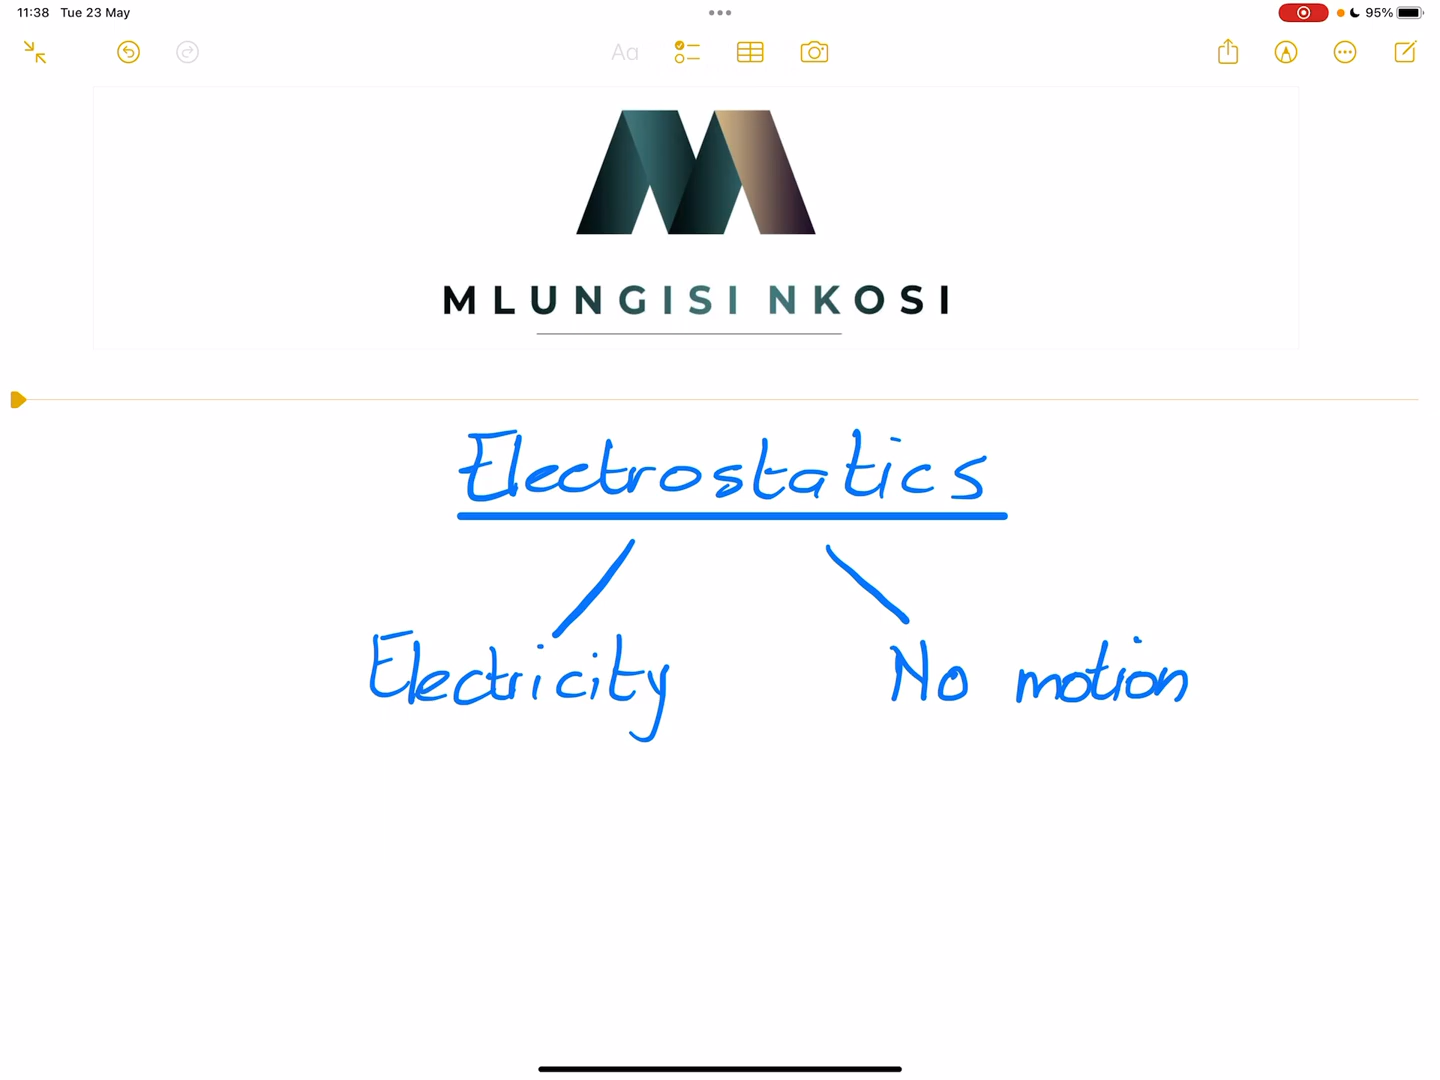 11:38 Tue 23 May 95%
Aa
MLUNGISI NKOSI
Electrostatics
Electricity No motion